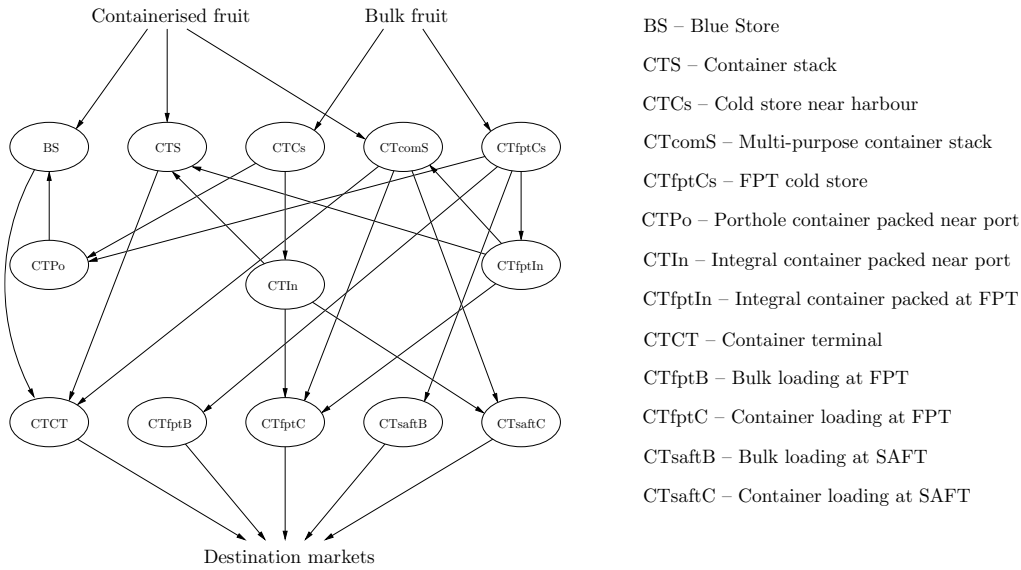 Containerised fruit
Bulk fruit
BS
CTS
CTCs
CTcomS
CTfptCs
CTPo
CTIn
CTfptIn
CTCT
CTfptB
CTfptC
CTsaftB
CTsaftC
Destination markets
BS – Blue Store
CTS – Container stack
CTCs – Cold store near harbour
CTcomS – Multi-purpose container stack
CTfptCs – FPT cold store
CTPo – Porthole container packed near port
CTIn – Integral container packed near port
CTfptIn – Integral container packed at FPT
CTCT – Container terminal
CTfptB – Bulk loading at FPT
CTfptC – Container loading at FPT
CTsaftB – Bulk loading at SAFT
CTsaftC – Container loading at SAFT